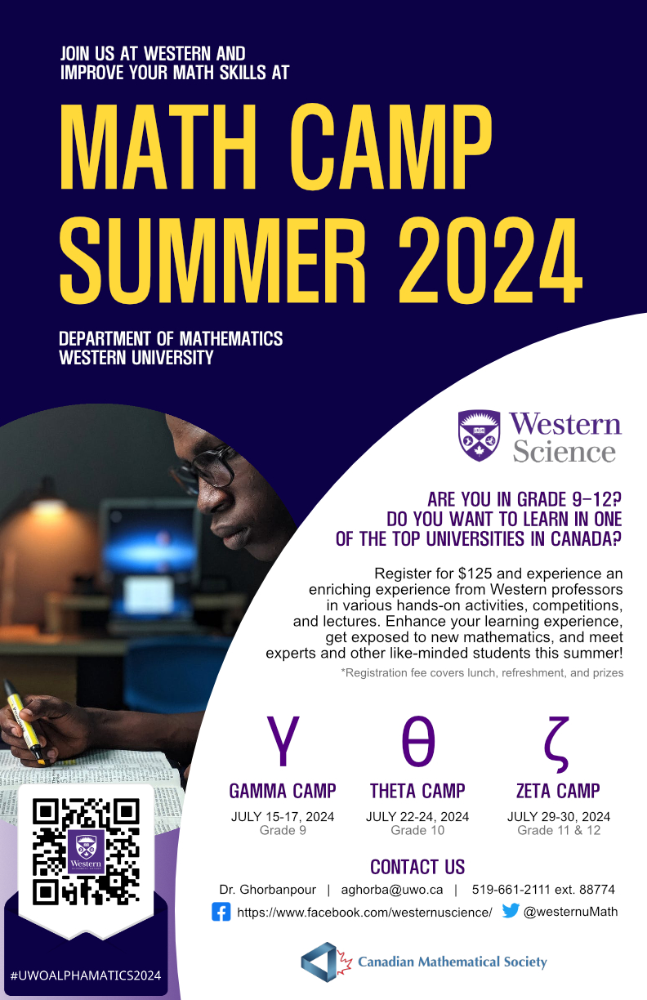 JOIN US AT WESTERN AND
IMPROVE YOUR MATH SKILLS AT
MATH CAMP
SUMMER 2024
DEPARTMENT OF MATHEMATICS
WESTERN UNIVERSITY
Western
Science
ARE YOU IN GRADE 9–12?
DO YOU WANT TO LEARN IN ONE
OF THE TOP UNIVERSITIES IN CANADA?
Register for $125 and experience an
enriching experience from Western professors
in various hands-on activities, competitions,
and lectures. Enhance your learning experience,
get exposed to new mathematics, and meet
experts and other like-minded students this summer!
*Registration fee covers lunch, refreshment, and prizes
γ θ ζ
GAMMA CAMP THETA CAMP ZETA CAMP
JULY 15-17, 2024 JULY 22-24, 2024 JULY 29-30, 2024
Grade 9 Grade 10 Grade 11 & 12
CONTACT US
Dr. Ghorbanpour | aghorba@uwo.ca | 519-661-2111 ext. 88774
https://www.facebook.com/westernuscience/ @westernuMath
Canadian Mathematical Society
Western
#UWOALPHAMATICS2024